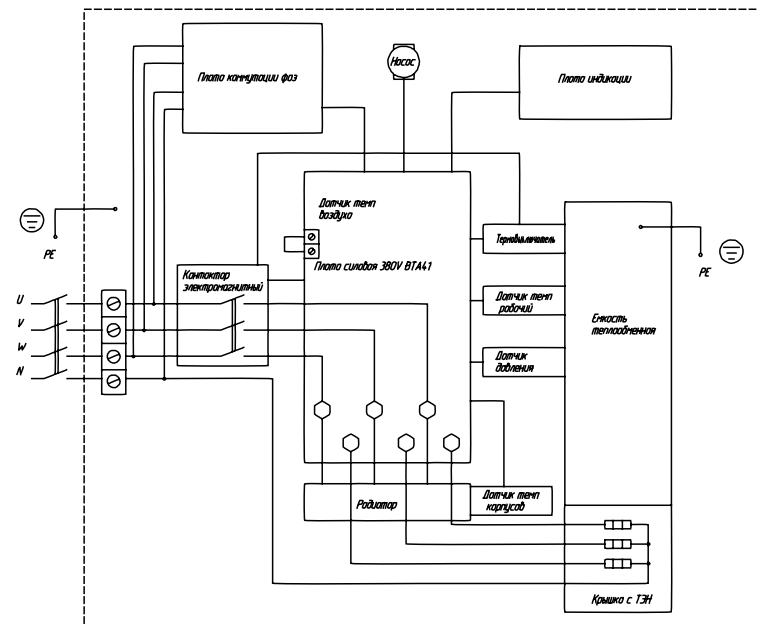 Плата коммутации фаз
Насос
Плата индикации
Датчик темп
воздуха
Термовыключатель
PE
PE
Плата силовая 380V BTA41
Контактор
электромагнитный
Датчик темп
рабочий
U
V
W
N
Емкость
теплообменная
Датчик
давления
Радиатор
Датчик темп
корпусов
Крышка с ТЭН